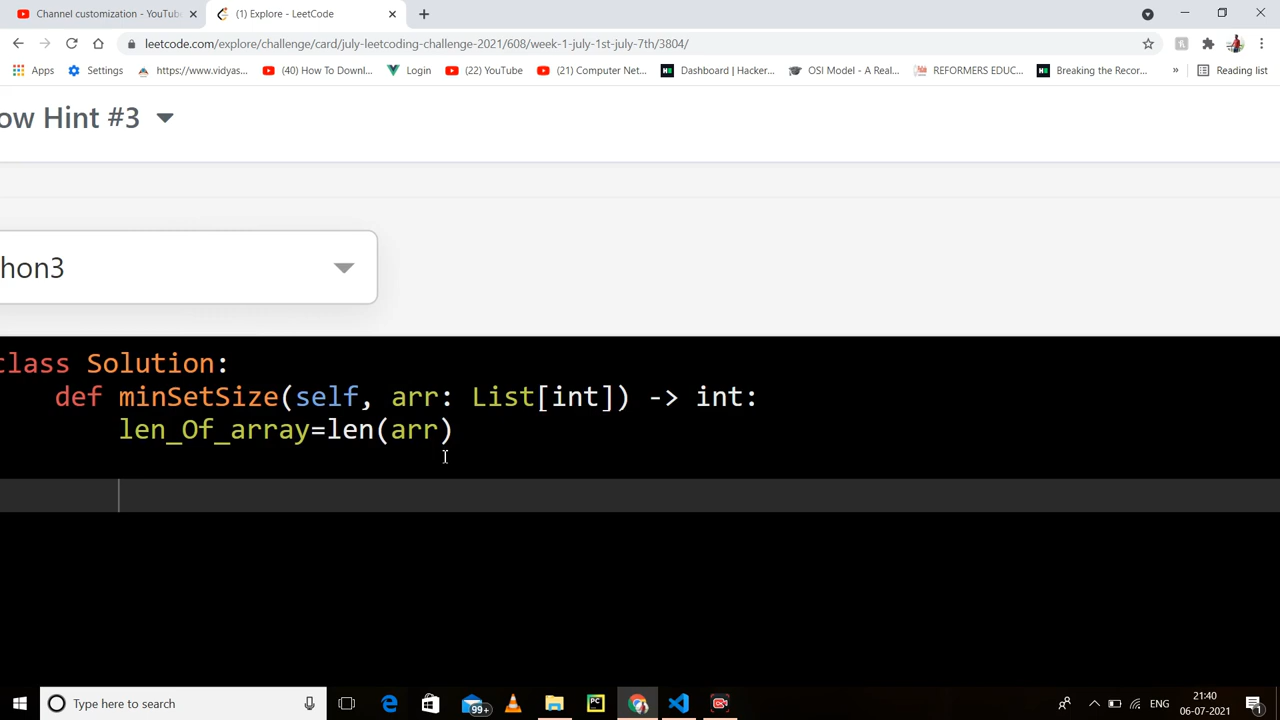 Channel customization - YouTub
(1) Explore - LeetCode
leetcode.com/explore/challenge/card/july-leetcoding-challenge-2021/608/week-1-july-1st-july-7th/3804/
Apps Settings https://www.vidyas... (40) How To Downl... Login (22) YouTube (21) Computer Net... Dashboard | Hacker... OSI Model - A Real... REFORMERS EDUC... Breaking the Recor... » Reading list
ow Hint #3
hon3
class Solution:
def minSetSize(self, arr: List[int]) -> int:
len_Of_array=len(arr)
Type here to search
99+
PC
ENG
21:40
06-07-2021
1